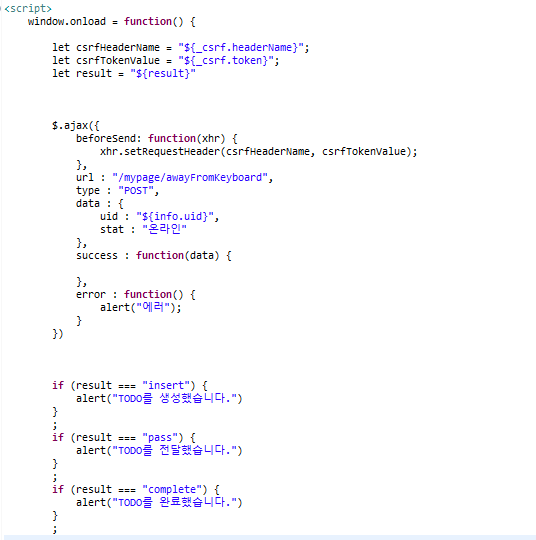 <script>
window.onload = function() {
let csrfHeaderName = "${_csrf.headerName}";
let csrfTokenValue = "${_csrf.token}";
let result = "${result}"
$.ajax({
beforeSend: function(xhr) {
xhr.setRequestHeader(csrfHeaderName, csrfTokenValue);
},
url : "/mypage/awayFromKeyboard",
type : "POST",
data : {
uid : "${info.uid}",
stat : "온라인"
},
success : function(data) {
},
error : function() {
alert("에러");
}
})
if (result === "insert") {
alert("TODO를 생성했습니다.")
}
;
if (result === "pass") {
alert("TODO를 전달했습니다.")
}
;
if (result === "complete") {
alert("TODO를 완료했습니다.")
}
;